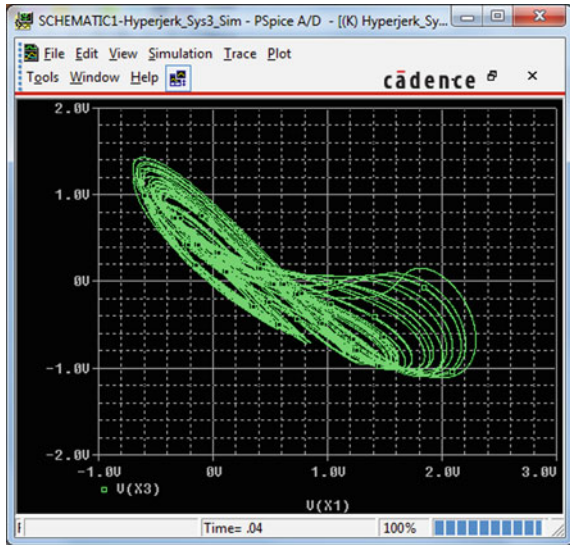 SCHEMATIC1-Hyperjerk_Sys3_Sim - PSpice A/D - [(K) Hyperjerk_Sy...
File Edit View Simulation Trace Plot
Tools Window Help
cādence
2.0V
1.0V
0V
-1.0V
-2.0V
-1.0V 0V 1.0V 2.0V 3.0V
V(X3)
V(X1)
F
Time= .04 100%